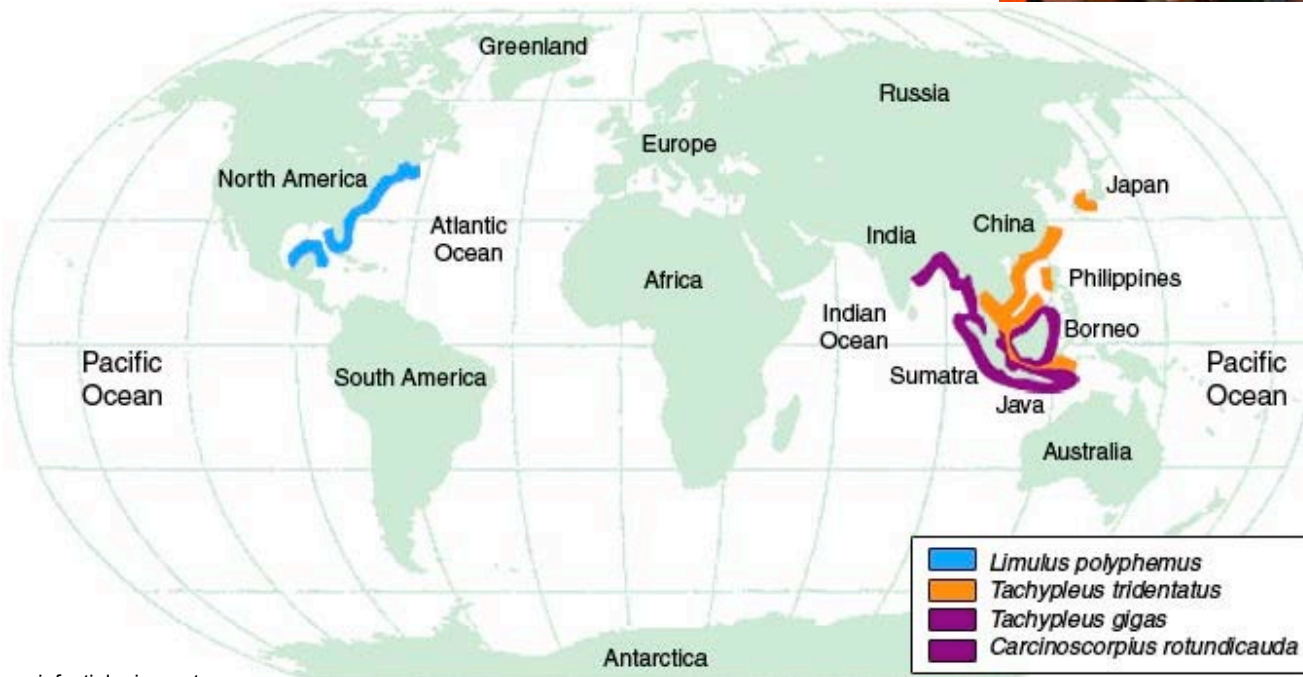 Greenland
Russia
Europe
North America
Japan
Atlantic
Ocean
China
India
Africa
Philippines
Indian
Ocean
Borneo
Pacific
Ocean
South America
Sumatra
Pacific
Ocean
Java
Australia
Limulus polyphemus
Tachypleus tridentatus
Tachypleus gigas
Carcinoscorpius rotundicauda
Antarctica